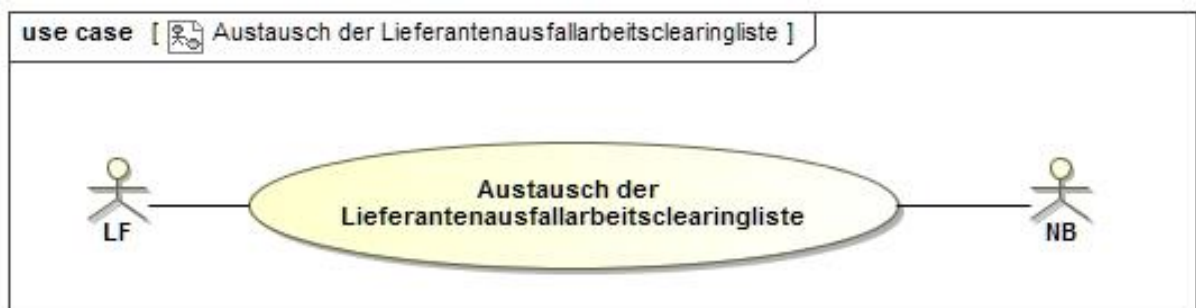 use case [ Austausch der Lieferantenausfallarbeitsclearingliste ]
Austausch der
Lieferantenausfallarbeitsclearingliste
LF
NB